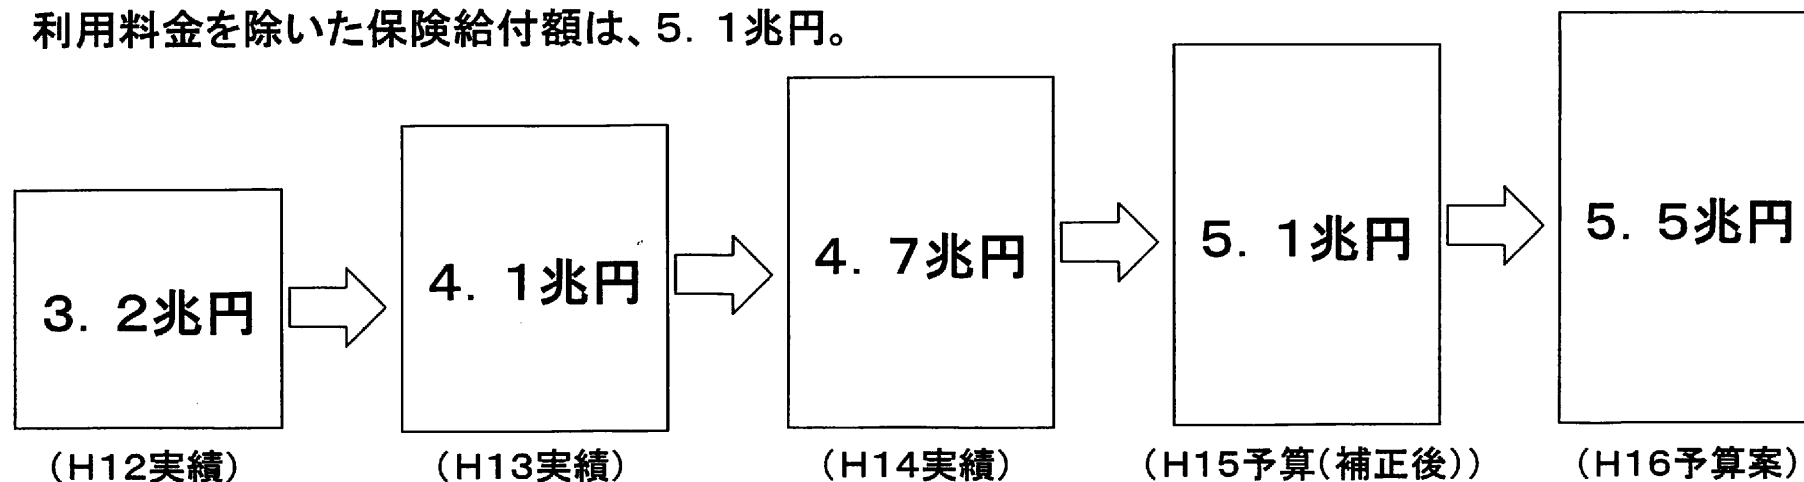 利用料金を除いた保険給付額は、5．1兆円。
3．2兆円
4．1兆円
4．7兆円
5．1兆円
5．5兆円
（H12実績）
（H13実績）
（H14実績）
（H15予算（補正後））
（H16予算案）